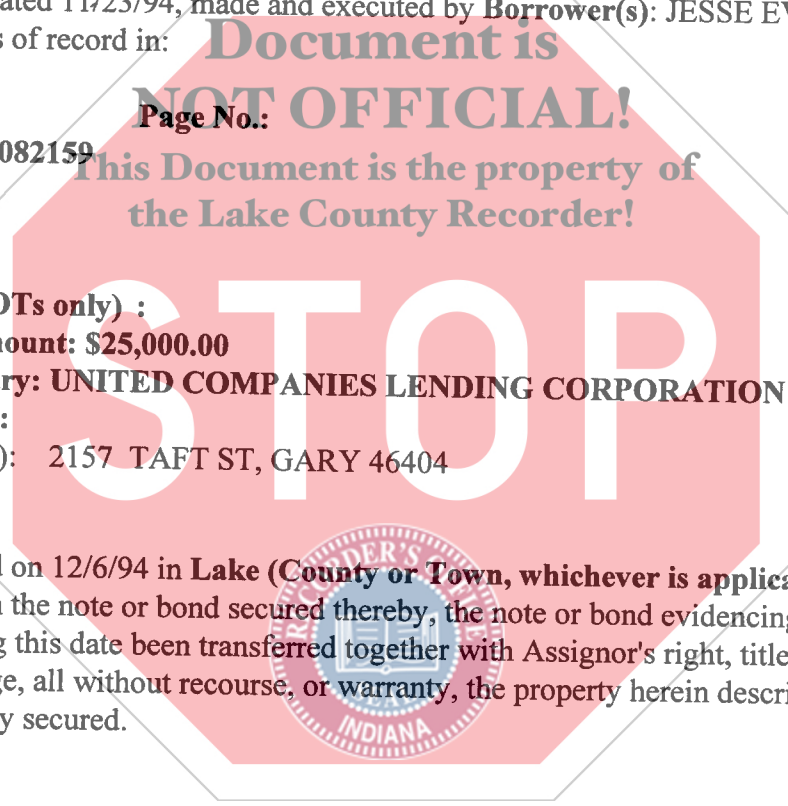 ated 11/23/94, made and executed by Borrower(s): JESSE EV
s of record in:
Document is
NOT OFFICIAL!
Page No.:
082159
This Document is the property of
the Lake County Recorder!
STOP
OTs only) :
nount: $25,000.00
ry: UNITED COMPANIES LENDING CORPORATION
:
): 2157 TAFT ST, GARY 46404
d on 12/6/94 in Lake (County or Town, whichever is applica
n the note or bond secured thereby, the note or bond evidencing
g this date been transferred together with Assignor's right, title
ge, all without recourse, or warranty, the property herein descri
y secured.
RECORDER'S OFFICE
SEAL
INDIANA